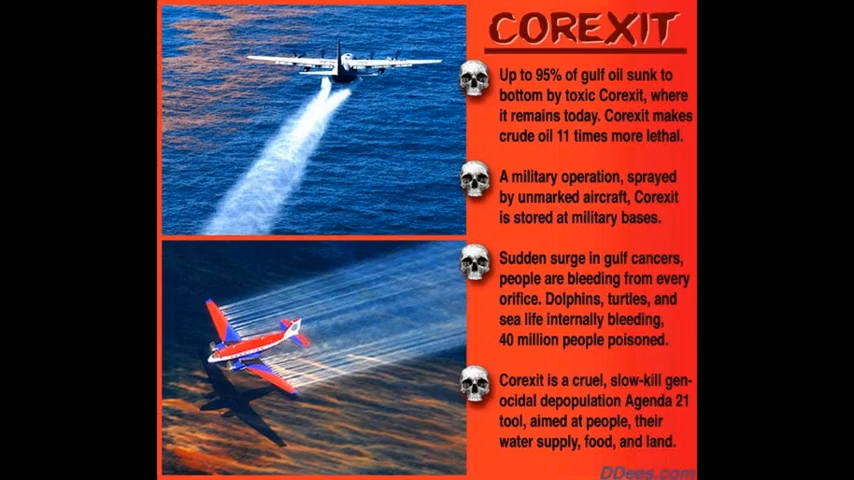 COREXIT
Up to 95% of gulf oil sunk to
bottom by toxic Corexit, where
it remains today. Corexit makes
crude oil 11 times more lethal.
A military operation, sprayed
by unmarked aircraft, Corexit
is stored at military bases.
Sudden surge in gulf cancers,
people are bleeding from every
orifice. Dolphins, turtles, and
sea life internally bleeding,
40 million people poisoned.
Corexit is a cruel, slow-kill gen-
ocidal depopulation Agenda 21
tool, aimed at people, their
water supply, food, and land.
DDees.com